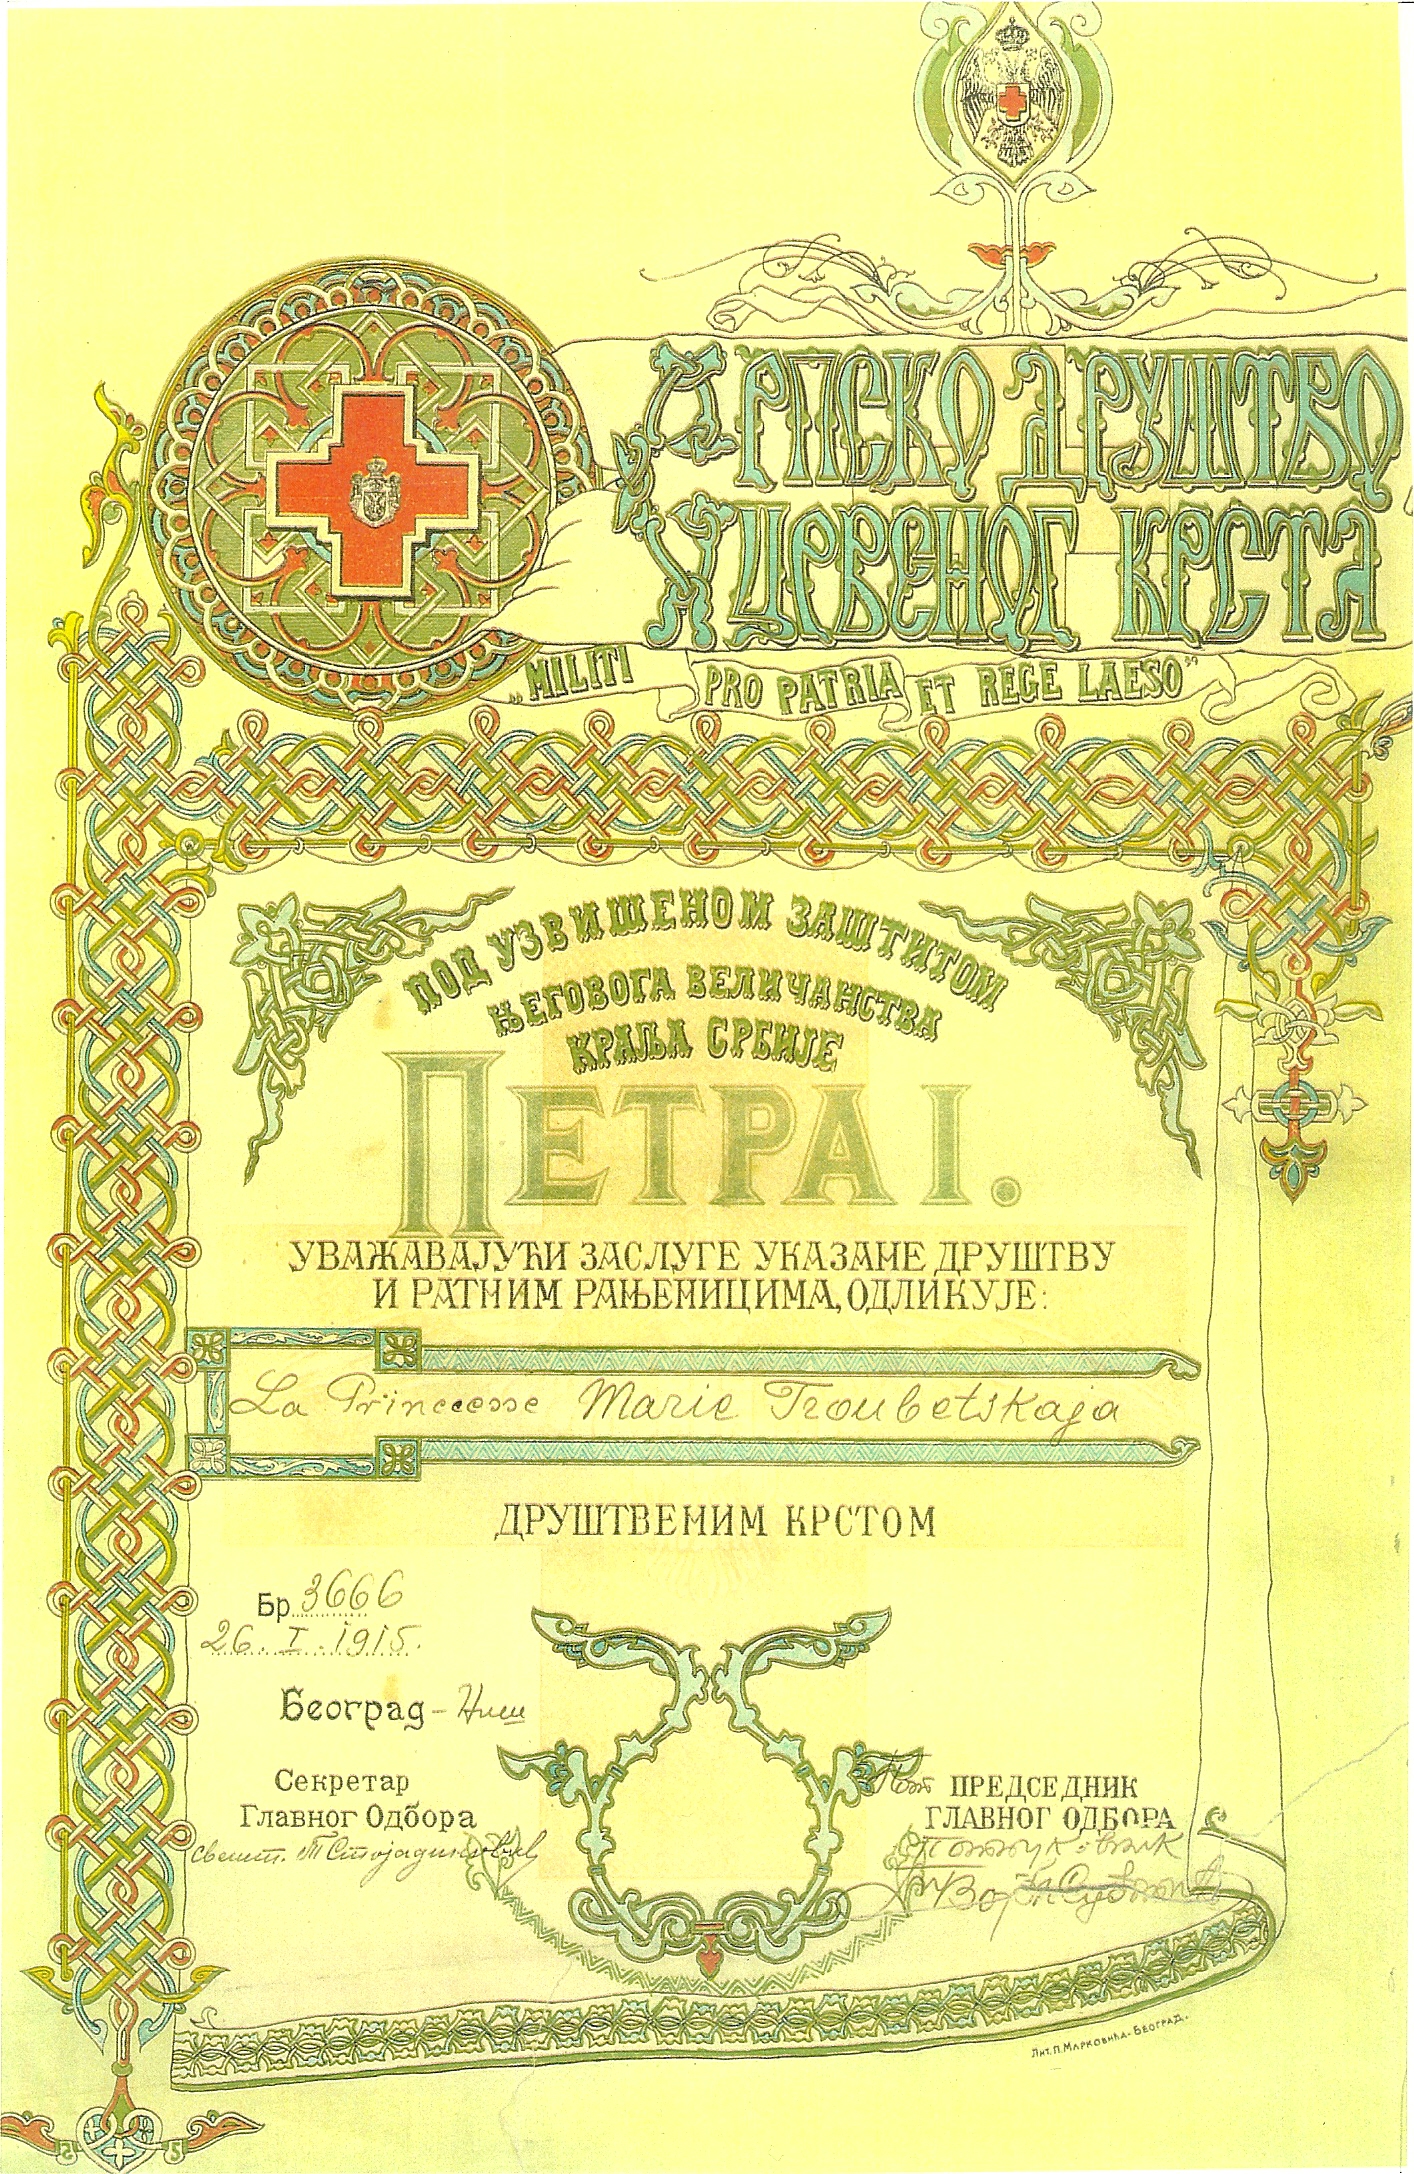 СРПСКО ДРУШТВО
ЦРВЕНОГ КРСТА
„MILITI PRO PATRIA ET REGE LAESO”
ПОД УЗВИШЕНОМ ЗАШТИТОМ
ЊЕГОВОГА ВЕЛИЧАНСТВА
КРАЉА СРБИЈЕ
ПЕТРА I.
УВАЖАВАЈУЋИ ЗАСЛУГЕ УКАЗАНЕ ДРУШТВУ
И РАТНИМ РАЊЕНИЦИМА, ОДЛИКУЈЕ:
La Princesse Marie Troubetskaja
ДРУШТВЕНИМ КРСТОМ
Бр 3666
26. I. 1915.
Београд - Ниш
Секретар
Главног Одбора
ПРЕДСЕДНИК
ГЛАВНОГ ОДБОРА
свешт. Т Стојадиновић
Лит. П. Марковића - Београд.